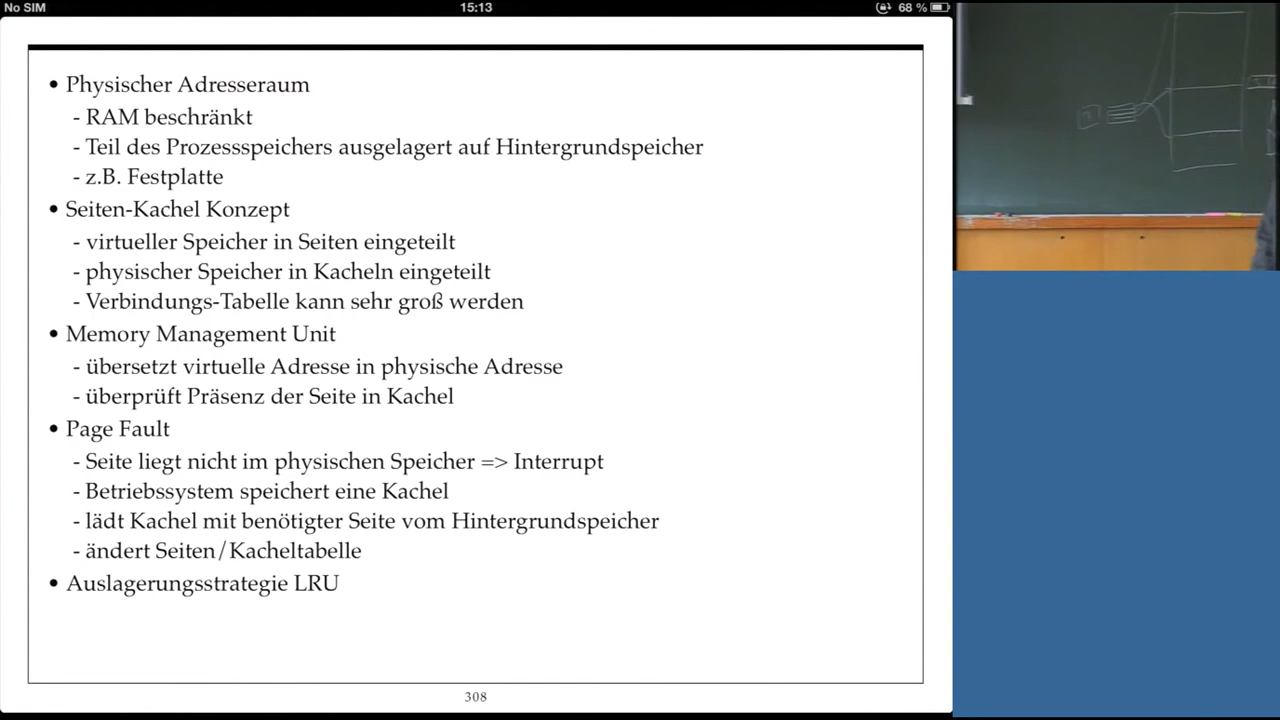 No SIM 15:13 68 %
• Physischer Adresseraum
- RAM beschränkt
- Teil des Prozessspeichers ausgelagert auf Hintergrundspeicher
- z.B. Festplatte
• Seiten-Kachel Konzept
- virtueller Speicher in Seiten eingeteilt
- physischer Speicher in Kacheln eingeteilt
- Verbindungs-Tabelle kann sehr groß werden
• Memory Management Unit
- übersetzt virtuelle Adresse in physische Adresse
- überprüft Präsenz der Seite in Kachel
• Page Fault
- Seite liegt nicht im physischen Speicher => Interrupt
- Betriebssystem speichert eine Kachel
- lädt Kachel mit benötigter Seite vom Hintergrundspeicher
- ändert Seiten/Kacheltabelle
• Auslagerungsstrategie LRU
308